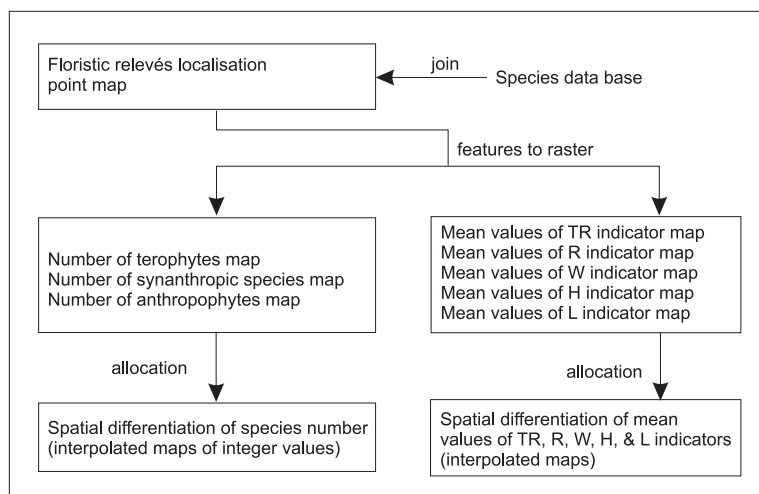 Floristic relevés localisation
point map
join
Species data base
features to raster
Number of terophytes map
Number of synanthropic species map
Number of anthropophytes map
Mean values of TR indicator map
Mean values of R indicator map
Mean values of W indicator map
Mean values of H indicator map
Mean values of L indicator map
allocation
allocation
Spatial differentiation of species number
(interpolated maps of integer values)
Spatial differentiation of mean
values of TR, R, W, H, & L indicators
(interpolated maps)